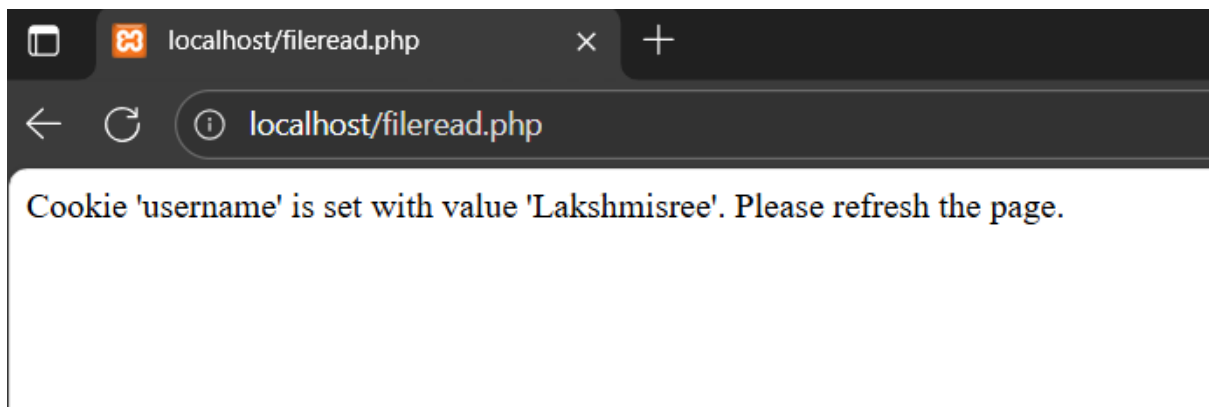 localhost/fileread.php
localhost/fileread.php
Cookie 'username' is set with value 'Lakshmisree'. Please refresh the page.